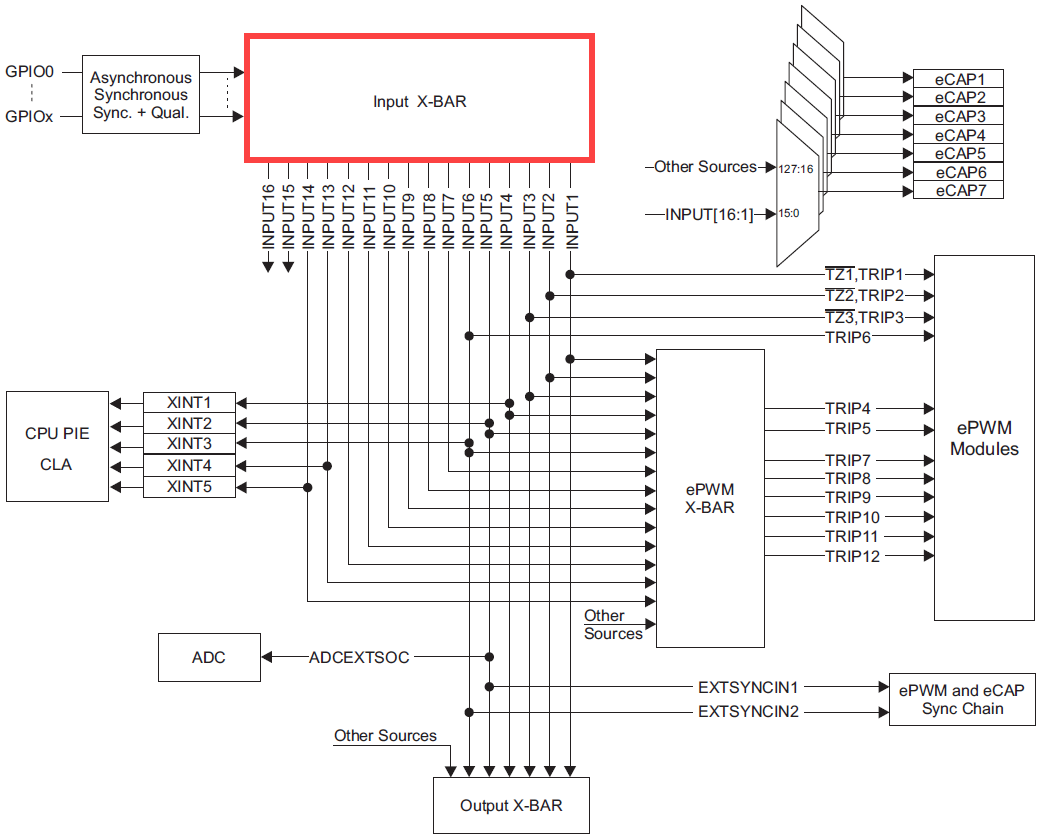 GPIO0
GPIOx
Asynchronous
Synchronous
Sync. + Qual.
Input X-BAR
INPUT16
INPUT15
INPUT14
INPUT13
INPUT12
INPUT11
INPUT10
INPUT9
INPUT8
INPUT7
INPUT6
INPUT5
INPUT4
INPUT3
INPUT2
INPUT1
Other Sources
127:16
INPUT[16:1]
15:0
eCAP1
eCAP2
eCAP3
eCAP4
eCAP5
eCAP6
eCAP7
TZ1,TRIP1
TZ2,TRIP2
TZ3,TRIP3
TRIP6
CPU PIE
CLA
XINT1
XINT2
XINT3
XINT4
XINT5
ePWM
X-BAR
TRIP4
TRIP5
TRIP7
TRIP8
TRIP9
TRIP10
TRIP11
TRIP12
ePWM
Modules
Other
Sources
ADC
ADCEXTSOC
EXTSYNCIN1
EXTSYNCIN2
ePWM and eCAP
Sync Chain
Other Sources
Output X-BAR